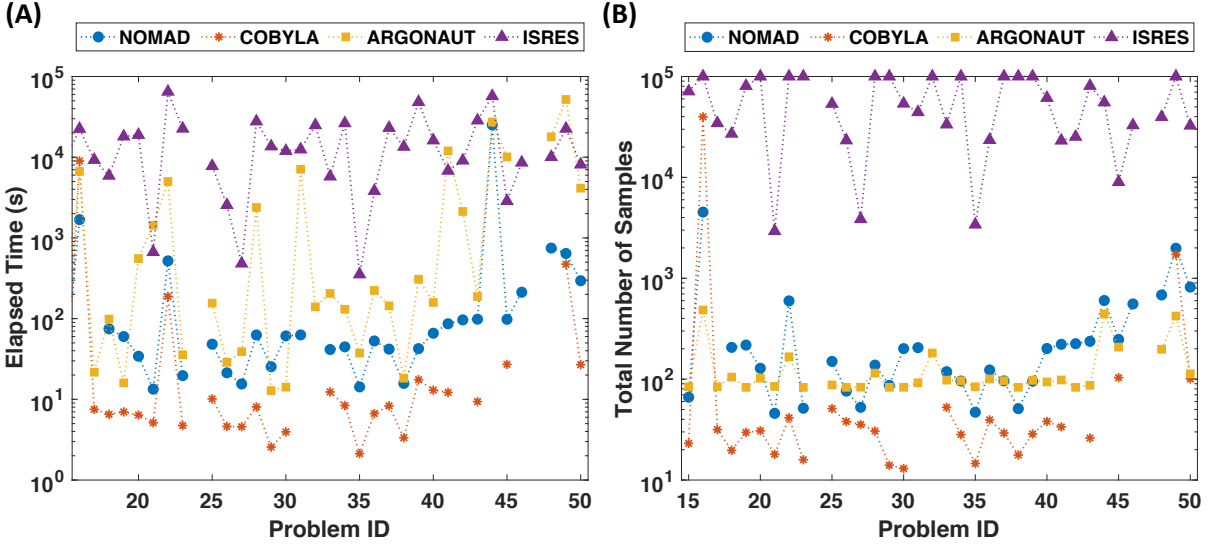 (A)
NOMAD COBYLA ARGONAUT ISRES
10^5
10^4
10^3
10^2
10^1
10^0
Elapsed Time (s)
20 25 30 35 40 45 50
Problem ID
(B)
NOMAD COBYLA ARGONAUT ISRES
10^5
10^4
10^3
10^2
10^1
Total Number of Samples
15 20 25 30 35 40 45 50
Problem ID